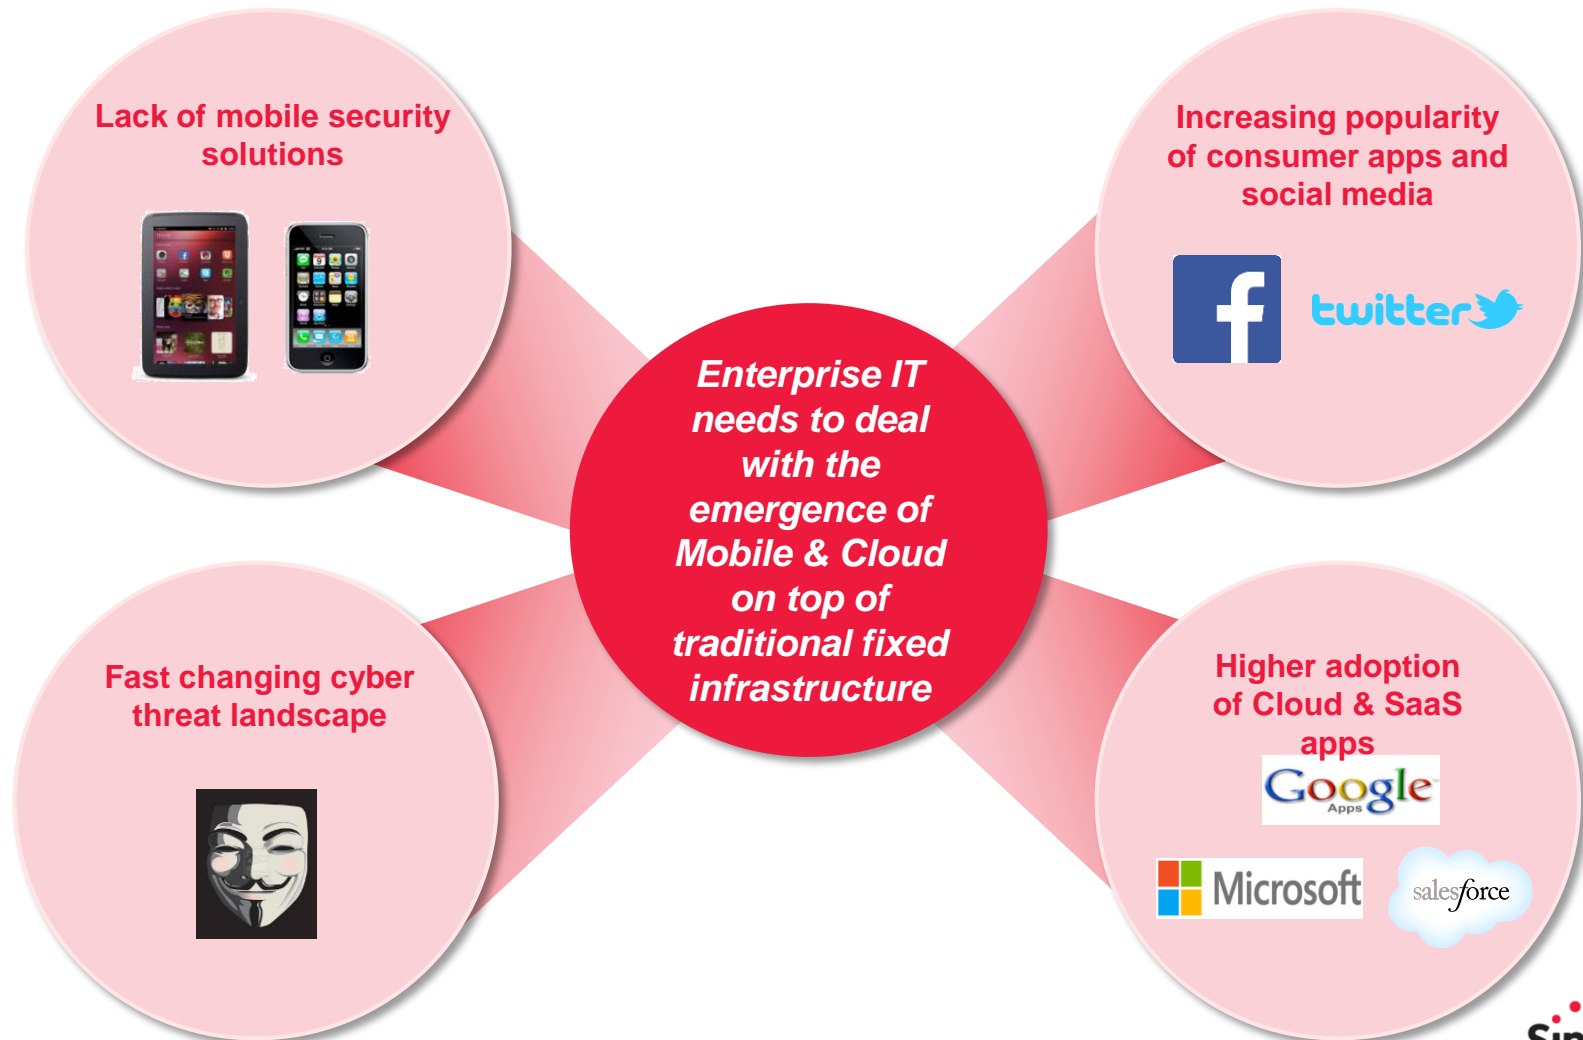 Lack of mobile security
solutions
Increasing popularity
of consumer apps and
social media
twitter
Enterprise IT
needs to deal
with the
emergence of
Mobile & Cloud
on top of
traditional fixed
infrastructure
Fast changing cyber
threat landscape
Higher adoption
of Cloud & SaaS
apps
Google
Apps
Microsoft
salesforce